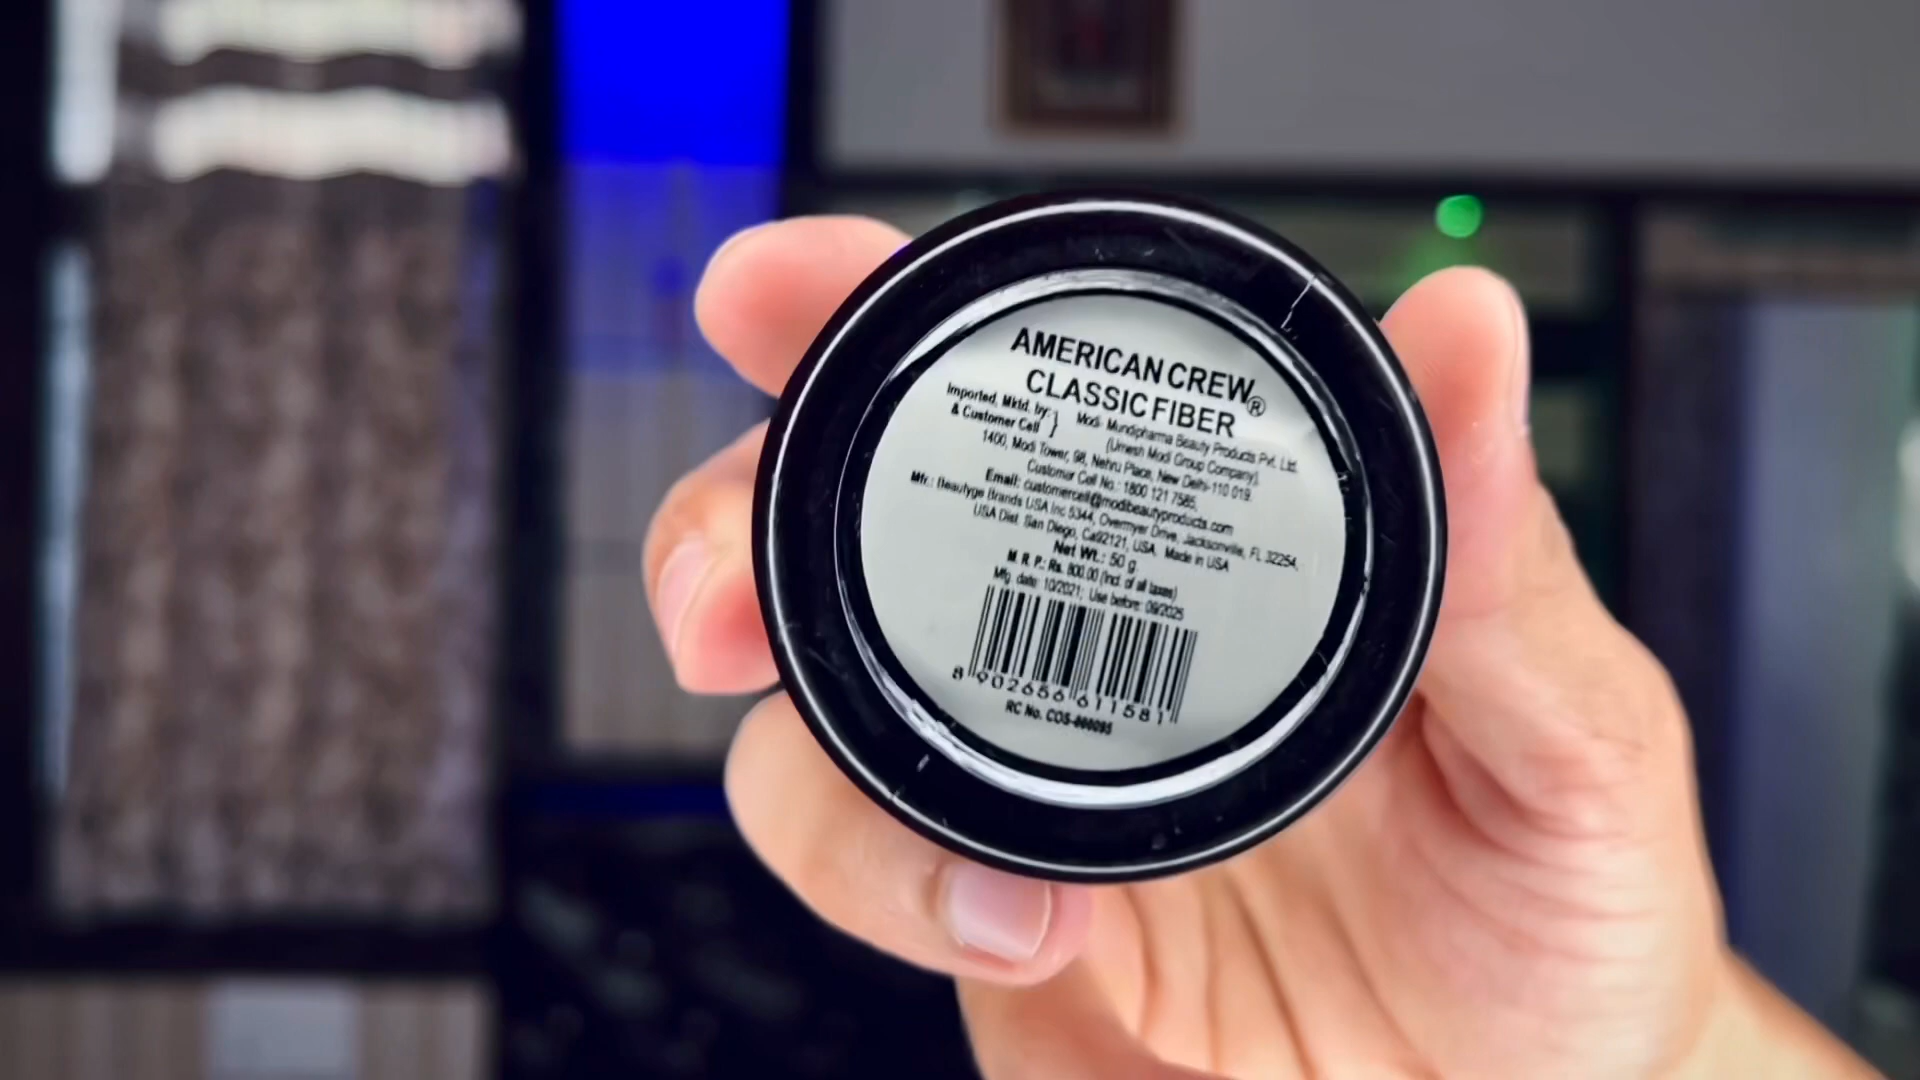 AMERICAN CREW®
CLASSIC FIBER
Imported, Mktd. by: } Modi- Mundipharma Beauty Products Pvt. Ltd.
& Customer Cell (Umesh Modi Group Company),
1400, Modi Tower, 98, Nehru Place, New Delhi-110 019.
Customer Cell No.: 1800 121 7585,
Email: customercell@modibeautyproducts.com
Mfr.: Beautyge Brands USA Inc 5344, Overmyer Drive, Jacksonville, FL 32254,
USA Dist. San Diego, Ca92121, USA. Made in USA
Net Wt.: 50 g.
M. R. P.: Rs. 800.00 (Incl. of all taxes)
Mfg. date: 10/2021; Use before: 09/2025
8 902656 611581
RC No. COS-